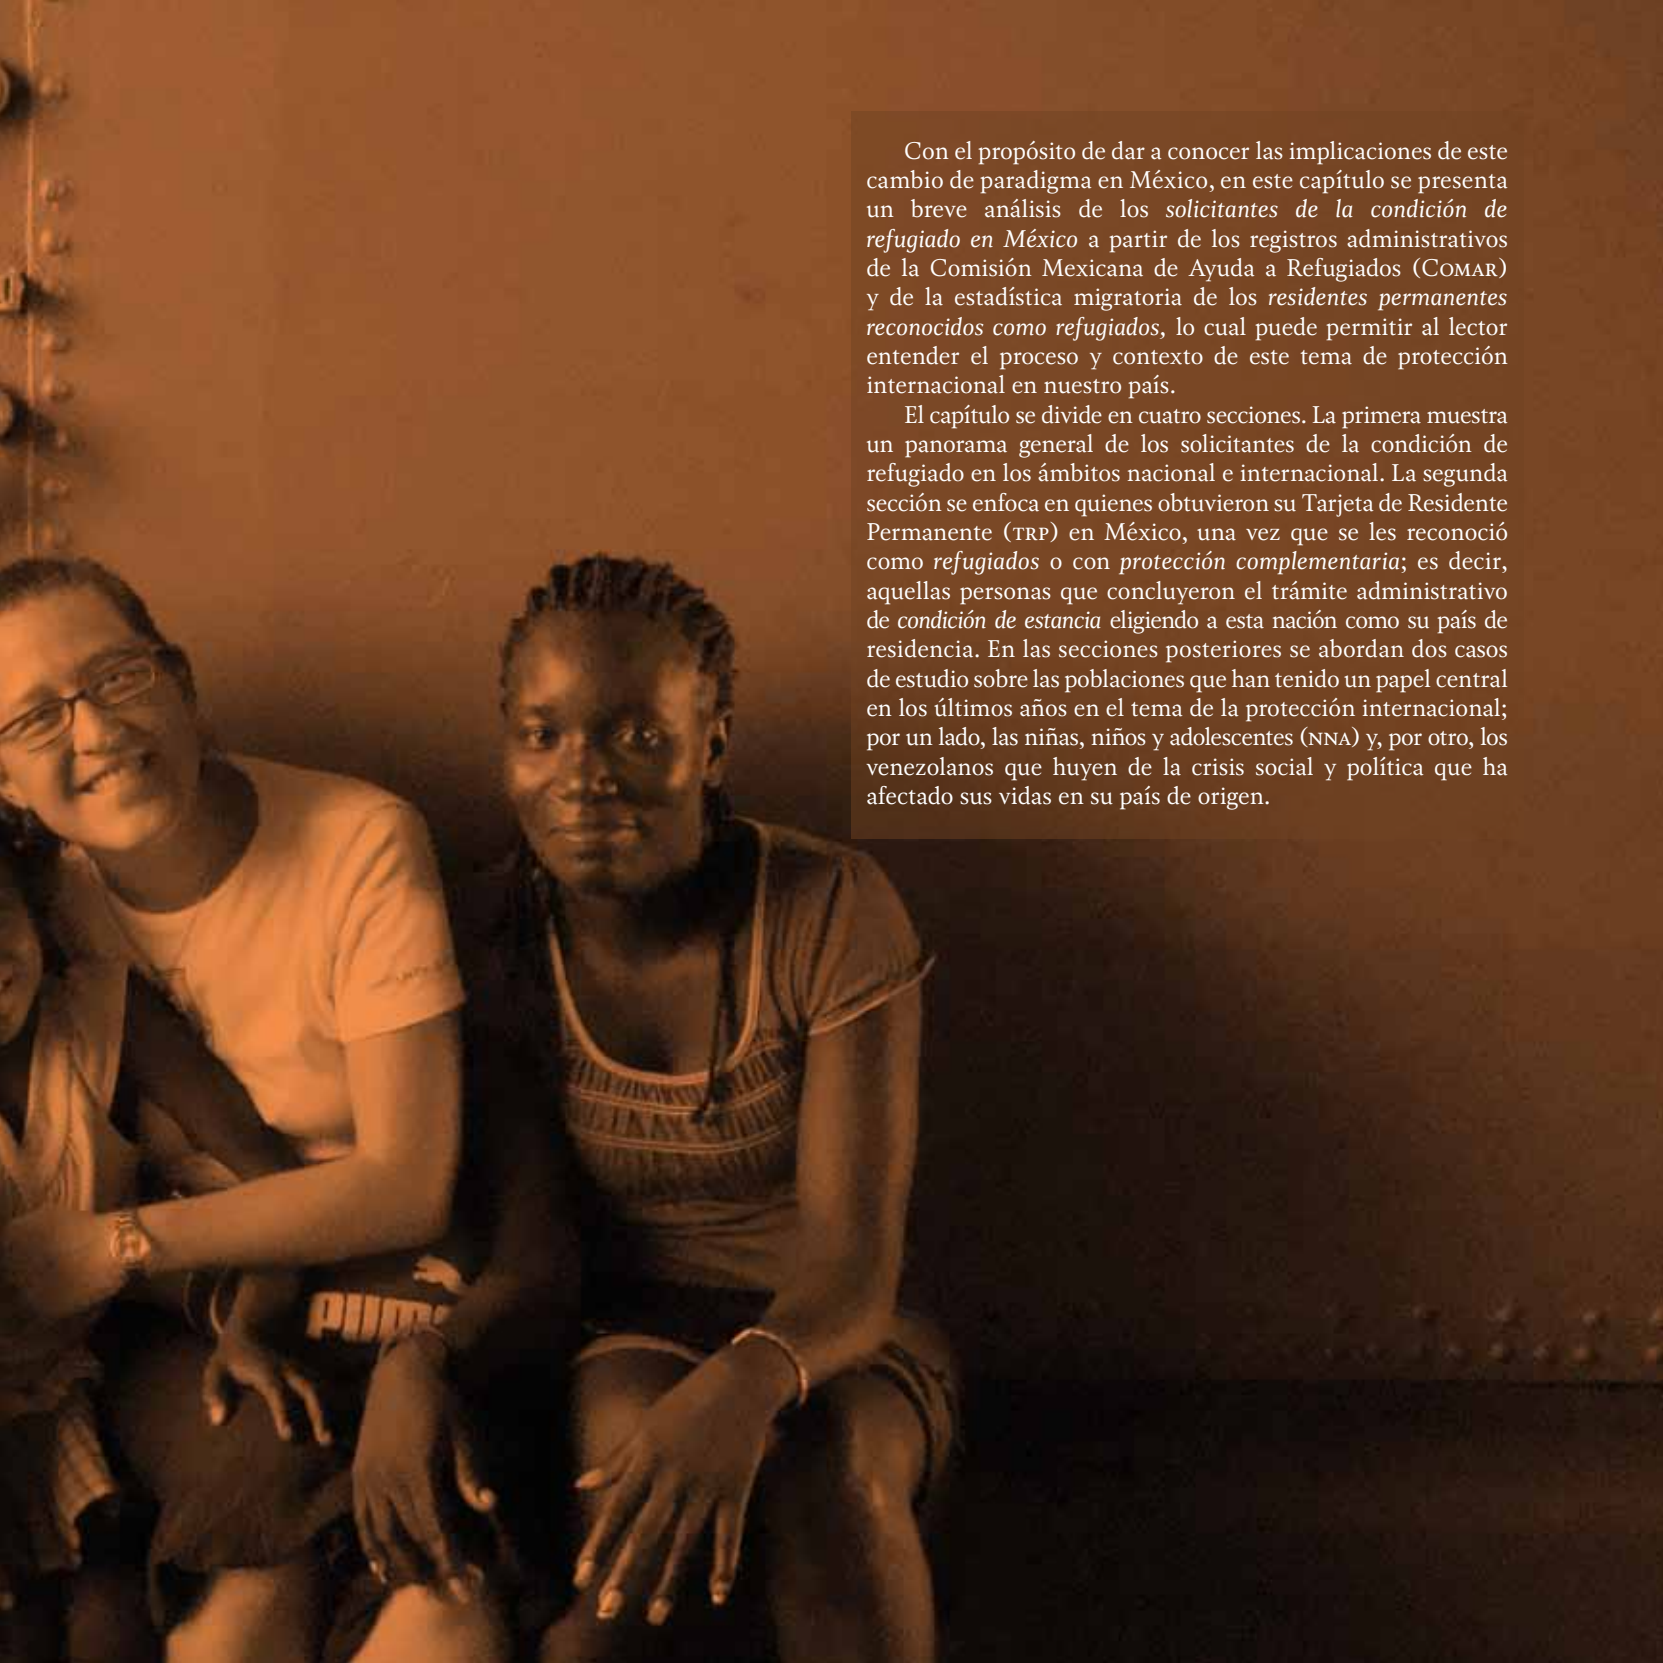 Con el propósito de dar a conocer las implicaciones de este
cambio de paradigma en México, en este capítulo se presenta
un breve análisis de los solicitantes de la condición de
refugiado en México a partir de los registros administrativos
de la Comisión Mexicana de Ayuda a Refugiados (COMAR)
y de la estadística migratoria de los residentes permanentes
reconocidos como refugiados, lo cual puede permitir al lector
entender el proceso y contexto de este tema de protección
internacional en nuestro país.
El capítulo se divide en cuatro secciones. La primera muestra
un panorama general de los solicitantes de la condición de
refugiado en los ámbitos nacional e internacional. La segunda
sección se enfoca en quienes obtuvieron su Tarjeta de Residente
Permanente (TRP) en México, una vez que se les reconoció
como refugiados o con protección complementaria; es decir,
aquellas personas que concluyeron el trámite administrativo
de condición de estancia eligiendo a esta nación como su país de
residencia. En las secciones posteriores se abordan dos casos
de estudio sobre las poblaciones que han tenido un papel central
en los últimos años en el tema de la protección internacional;
por un lado, las niñas, niños y adolescentes (NNA) y, por otro, los
venezolanos que huyen de la crisis social y política que ha
afectado sus vidas en su país de origen.
PUMA